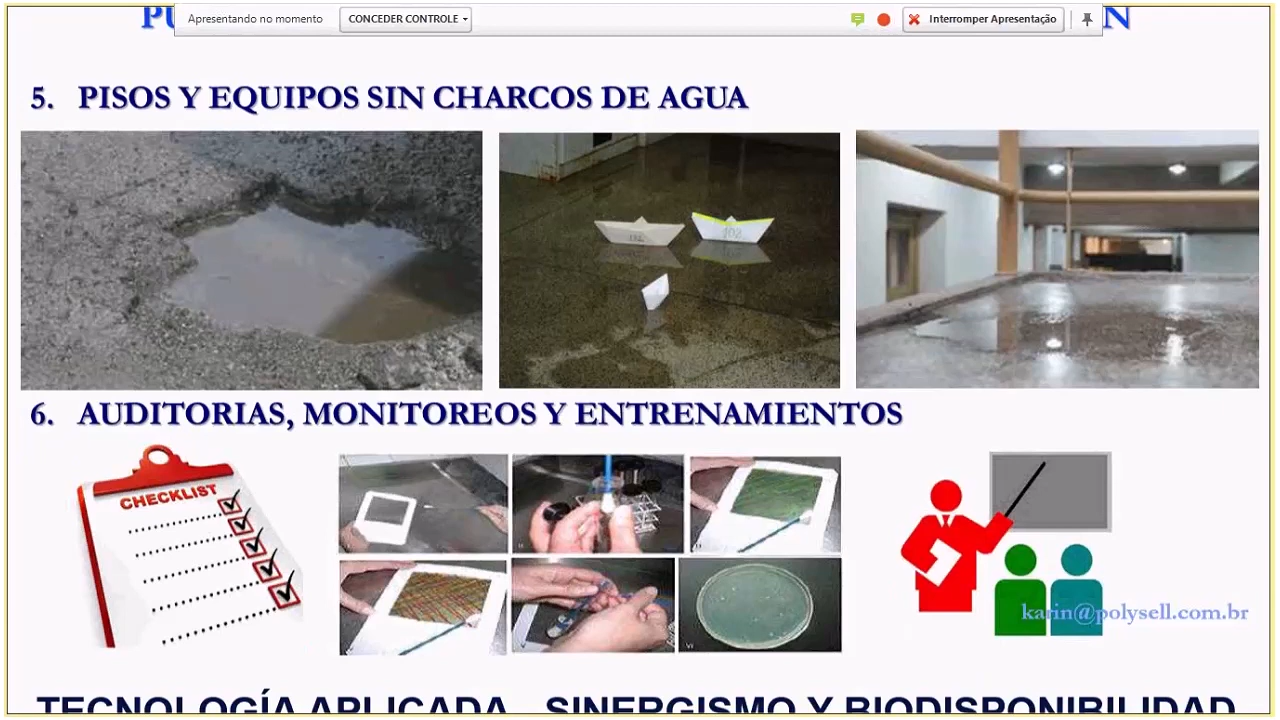 Apresentando no momento
CONCEDER CONTROLE
Interromper Apresentação
5. PISOS Y EQUIPOS SIN CHARCOS DE AGUA
102
6. AUDITORIAS, MONITOREOS Y ENTRENAMIENTOS
CHECKLIST
karin@polysell.com.br
TECNOLOGÍA APLICADA SINERGISMO Y BIODISPONIBILIDAD